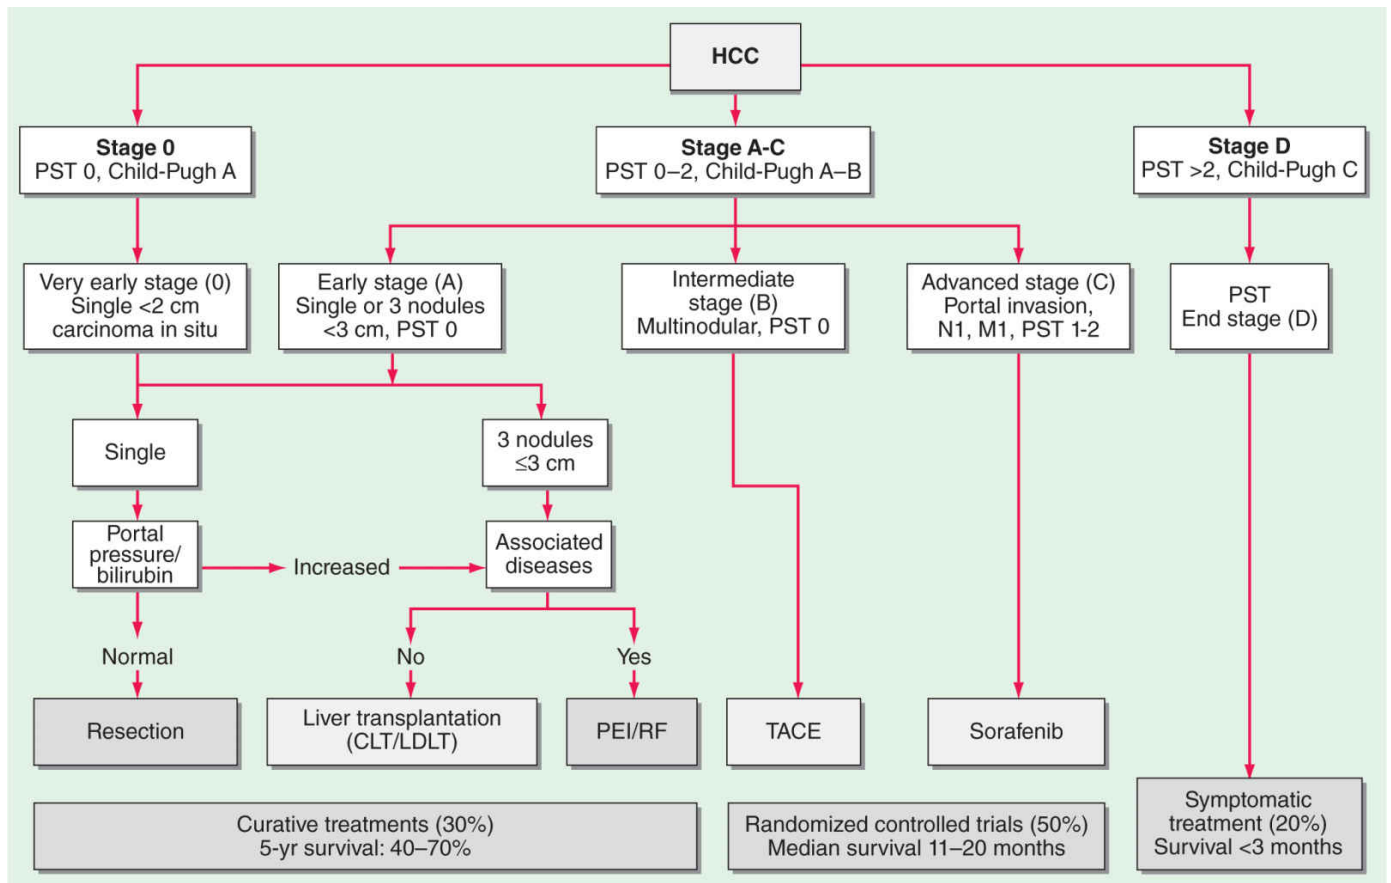 HCC
Stage 0
PST 0, Child-Pugh A
Stage A-C
PST 0–2, Child-Pugh A–B
Stage D
PST >2, Child-Pugh C
Very early stage (0)
Single <2 cm
carcinoma in situ
Early stage (A)
Single or 3 nodules
<3 cm, PST 0
Intermediate
stage (B)
Multinodular, PST 0
Advanced stage (C)
Portal invasion,
N1, M1, PST 1-2
PST
End stage (D)
Single
3 nodules
≤3 cm
Portal
pressure/
bilirubin
Increased
Associated
diseases
Normal
No
Yes
Resection
Liver transplantation
(CLT/LDLT)
PEI/RF
TACE
Sorafenib
Symptomatic
treatment (20%)
Survival <3 months
Curative treatments (30%)
5-yr survival: 40–70%
Randomized controlled trials (50%)
Median survival 11–20 months